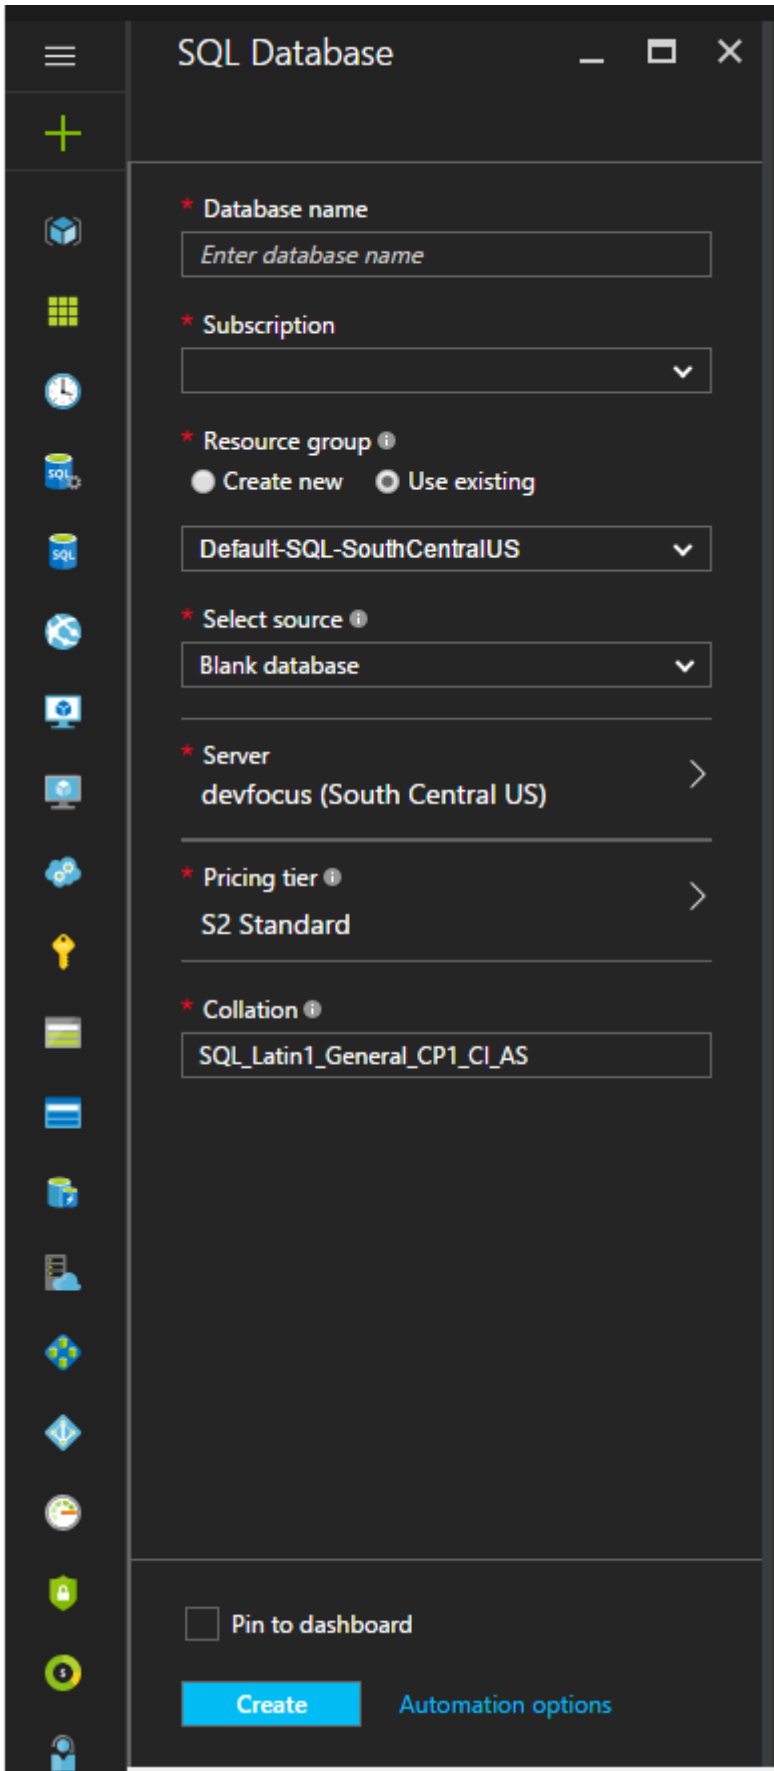 SQL Database
* Database name
Enter database name
* Subscription
* Resource group
Create new Use existing
Default-SQL-SouthCentralUS
* Select source
Blank database
* Server
devfocus (South Central US)
* Pricing tier
S2 Standard
* Collation
SQL_Latin1_General_CP1_CI_AS
SQL
SQL
Pin to dashboard
Create Automation options